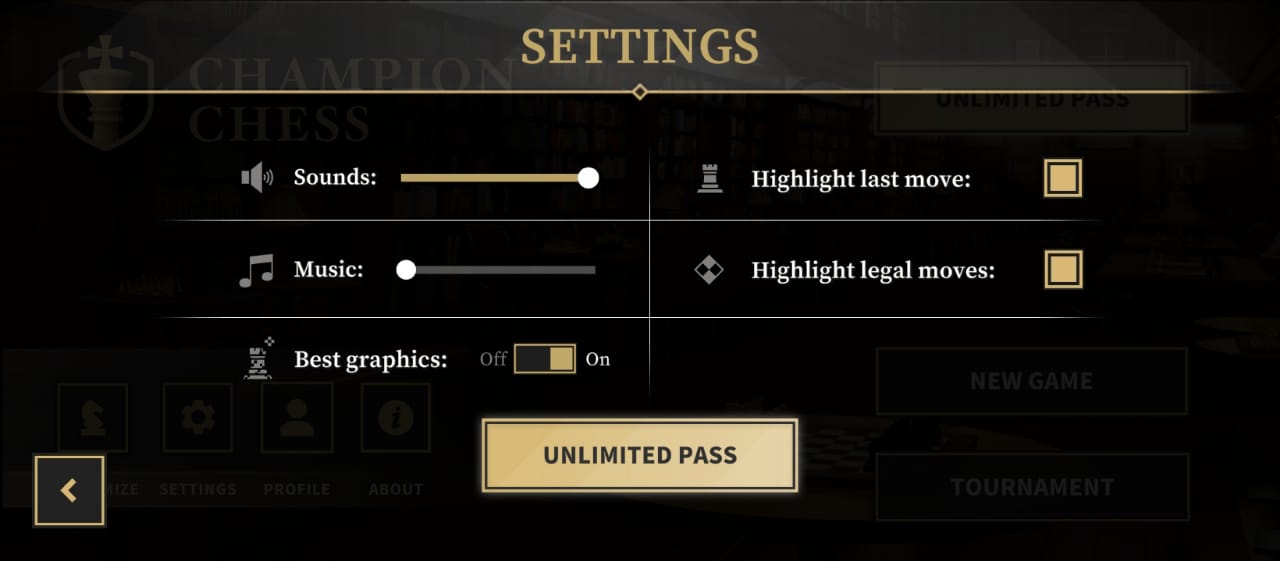 SETTINGS
CHAMPION
CHESS
UNLIMITED PASS
Sounds:
Highlight last move:
Music:
Highlight legal moves:
Best graphics:
Off
On
NEW GAME
UNLIMITED PASS
SETTINGS
PROFILE
ABOUT
TOURNAMENT